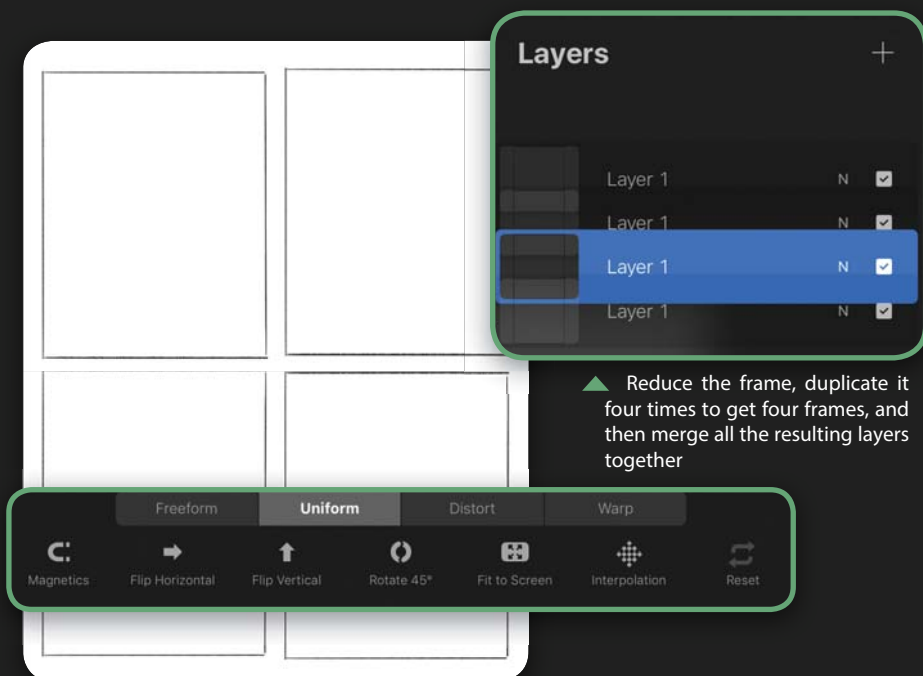 Layers
Layer 1 N
Layer 1 N
Layer 1 N
Layer 1 N
Reduce the frame, duplicate it
four times to get four frames, and
then merge all the resulting layers
together
Freeform Uniform Distort Warp
Magnetics Flip Horizontal Flip Vertical Rotate 45° Fit to Screen Interpolation Reset